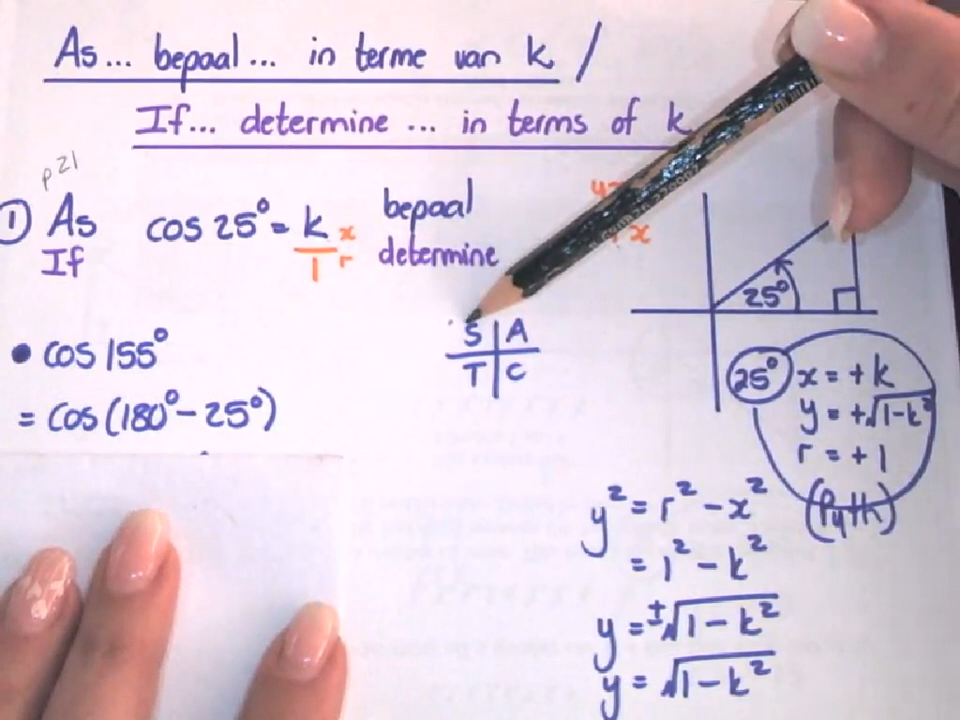 As... bepaal... in terme van k /
If... determine ... in terms of k
p21
① As cos 25° = k/1 x r bepaal
If determine
• cos 155°
= cos(180° - 25°)
S | A
T | C
x
25°
25° x = +k
y = +√1-k²
r = +1
(Pyth)
y² = r² - x²
= 1² - k²
y = ±√1-k²
y = √1-k²